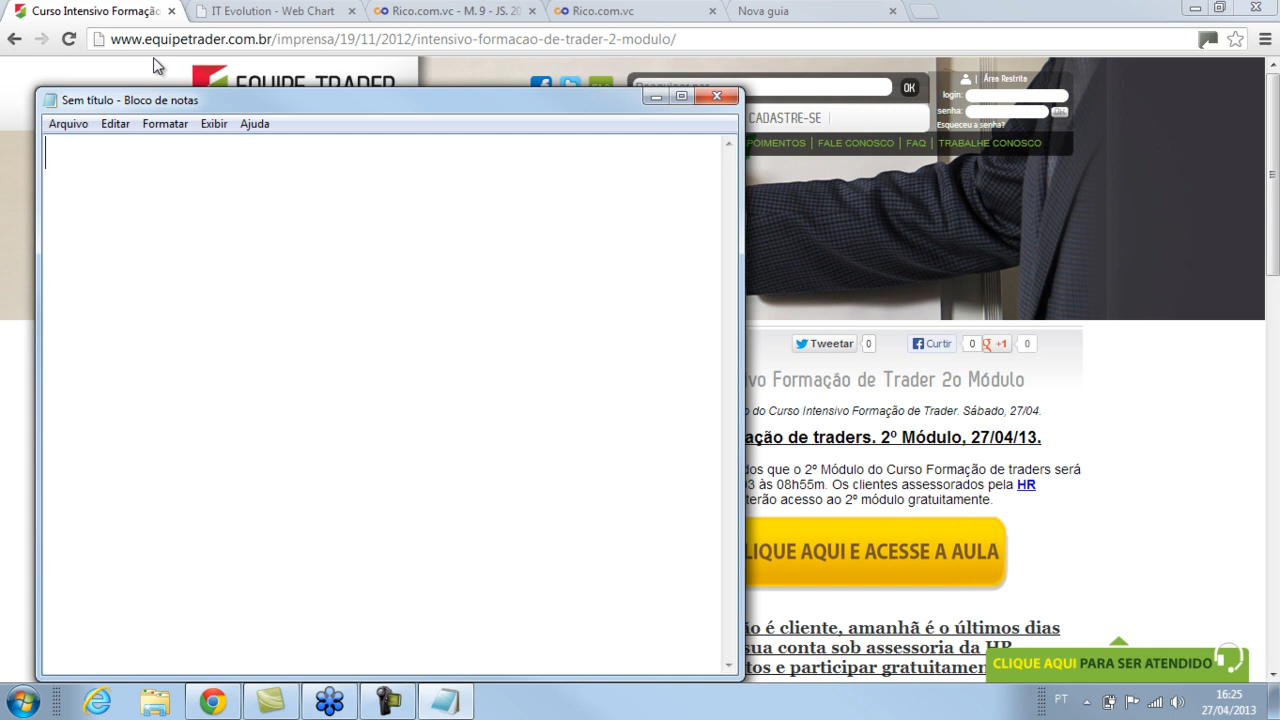 Curso Intensivo Formação
IT Evolution - Web Chart
Rico.com.vc - M. 9 - JS. 20
Rico.com.vc
Nova guia
www.equipetrader.com.br/imprensa/19/11/2012/intensivo-formacao-de-trader-2-modulo/
EQUIPE TRADER
OK
Área Restrita
login:
senha:
OK
Esqueceu a senha?
CADASTRE-SE
POIMENTOS | FALE CONOSCO | FAQ | TRABALHE CONOSCO
Sem título - Bloco de notas
Arquivo Editar Formatar Exibir Ajuda
Tweetar 0 Curtir 0 +1 0
ivo Formação de Trader 2o Módulo
o do Curso Intensivo Formação de Trader. Sábado, 27/04.
ação de traders. 2º Módulo, 27/04/13.
dos que o 2º Módulo do Curso Formação de traders será
03 às 08h55m. Os clientes assessorados pela HR
terão acesso ao 2º módulo gratuitamente.
LIQUE AQUI E ACESSE A AULA
ão é cliente, amanhã é o últimos dias
sua conta sob assessoria da HR
tos e participar gratuitamen
CLIQUE AQUI PARA SER ATENDIDO
PT
16:25
27/04/2013